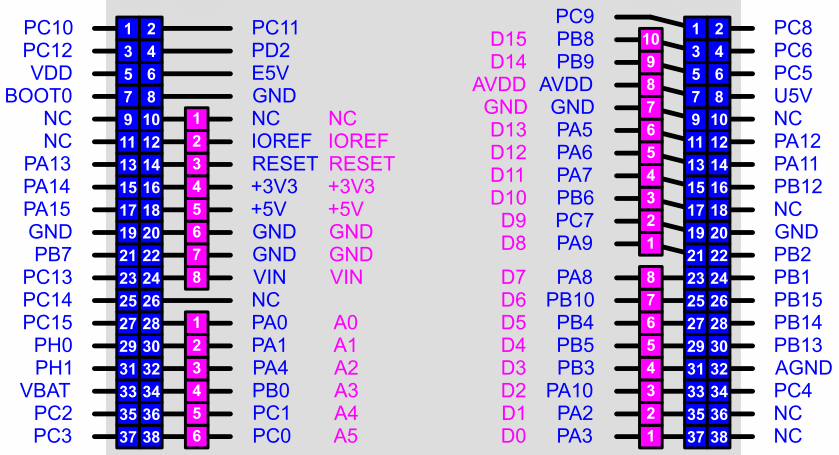 PC10 1 2 PC11 PC9 1 2 PC8
PC12 3 4 PD2 D15 PB8 10 3 4 PC6
VDD 5 6 E5V D14 PB9 9 5 6 PC5
BOOT0 7 8 GND AVDD AVDD 8 7 8 U5V
NC 9 10 1 NC NC GND GND 7 9 10 NC
NC 11 12 2 IOREF IOREF D13 PA5 6 11 12 PA12
PA13 13 14 3 RESET RESET D12 PA6 5 13 14 PA11
PA14 15 16 4 +3V3 +3V3 D11 PA7 4 15 16 PB12
PA15 17 18 5 +5V +5V D10 PB6 3 17 18 NC
GND 19 20 6 GND GND D9 PC7 2 19 20 GND
PB7 21 22 7 GND GND D8 PA9 1 21 22 PB2
PC13 23 24 8 VIN VIN D7 PA8 8 23 24 PB1
PC14 25 26 NC D6 PB10 7 25 26 PB15
PC15 27 28 1 PA0 A0 D5 PB4 6 27 28 PB14
PH0 29 30 2 PA1 A1 D4 PB5 5 29 30 PB13
PH1 31 32 3 PA4 A2 D3 PB3 4 31 32 AGND
VBAT 33 34 4 PB0 A3 D2 PA10 3 33 34 PC4
PC2 35 36 5 PC1 A4 D1 PA2 2 35 36 NC
PC3 37 38 6 PC0 A5 D0 PA3 1 37 38 NC